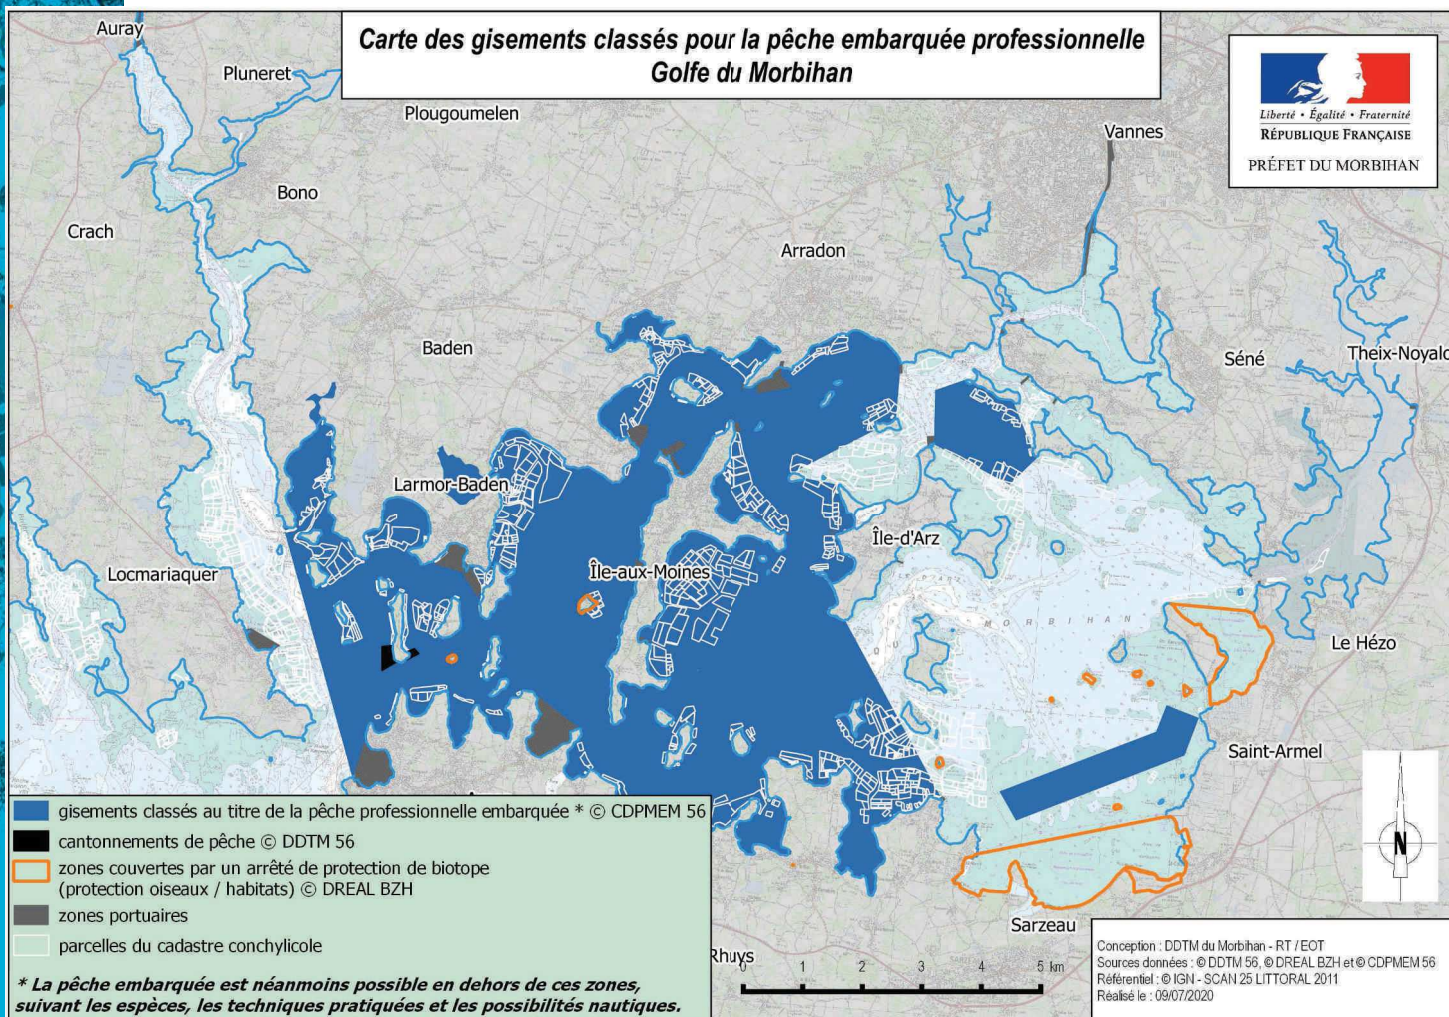 Carte des gisements classés pour la pêche embarquée professionnelle
Golfe du Morbihan
Liberté • Égalité • Fraternité
RÉPUBLIQUE FRANÇAISE
PRÉFET DU MORBIHAN
Auray
Pluneret
Plougoumelen
Vannes
Bono
Crach
Arradon
Baden
Séné
Theix-Noyalo
Larmor-Baden
Île-d'Arz
Locmariaquer
Île-aux-Moines
MORBIHAN
Le Hézo
Saint-Armel
Sarzeau
Rhuys
gisements classés au titre de la pêche professionnelle embarquée * © CDPMEM 56
cantonnements de pêche © DDTM 56
zones couvertes par un arrêté de protection de biotope
(protection oiseaux / habitats) © DREAL BZH
zones portuaires
parcelles du cadastre conchylicole
* La pêche embarquée est néanmoins possible en dehors de ces zones,
suivant les espèces, les techniques pratiquées et les possibilités nautiques.
0 1 2 3 4 5 km
N
Conception : DDTM du Morbihan - RT / EOT
Sources données : © DDTM 56, © DREAL BZH et © CDPMEM 56
Référentiel : © IGN - SCAN 25 LITTORAL 2011
Réalisé le : 09/07/2020